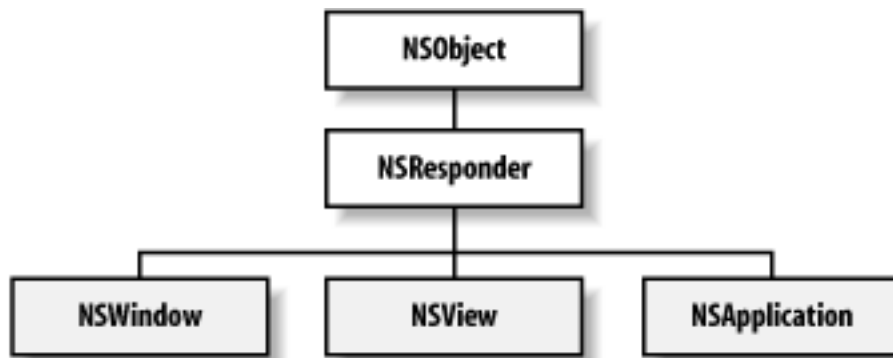 NSObject
NSResponder
NSWindow
NSView
NSApplication